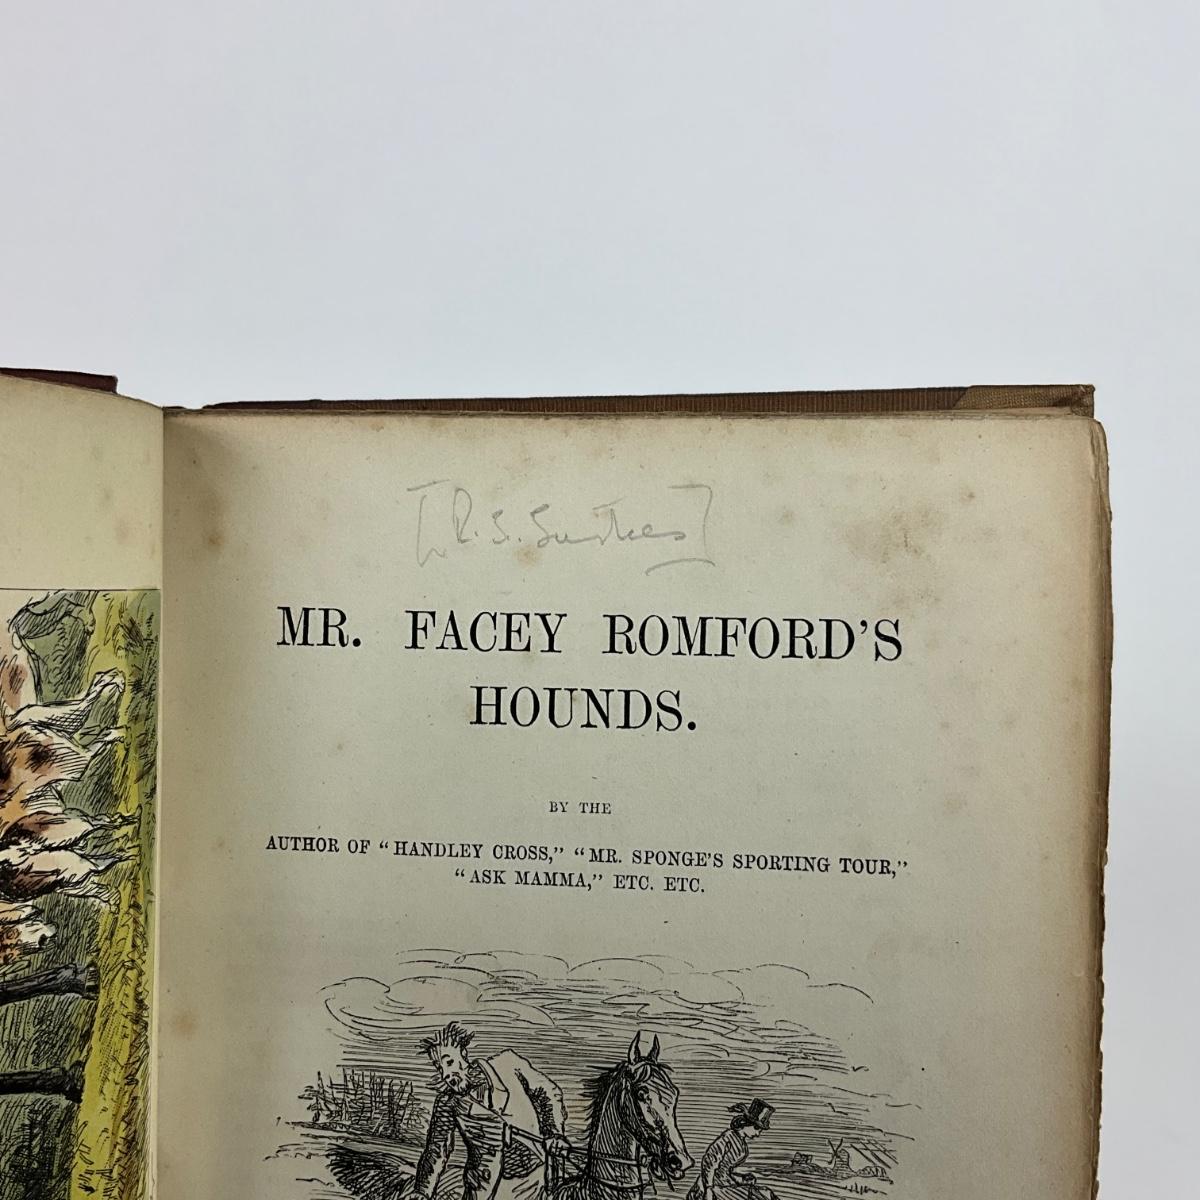 [R. S. Surtees]
MR. FACEY ROMFORD'S
HOUNDS.
BY THE
AUTHOR OF "HANDLEY CROSS," "MR. SPONGE'S SPORTING TOUR,"
"ASK MAMMA," ETC. ETC.